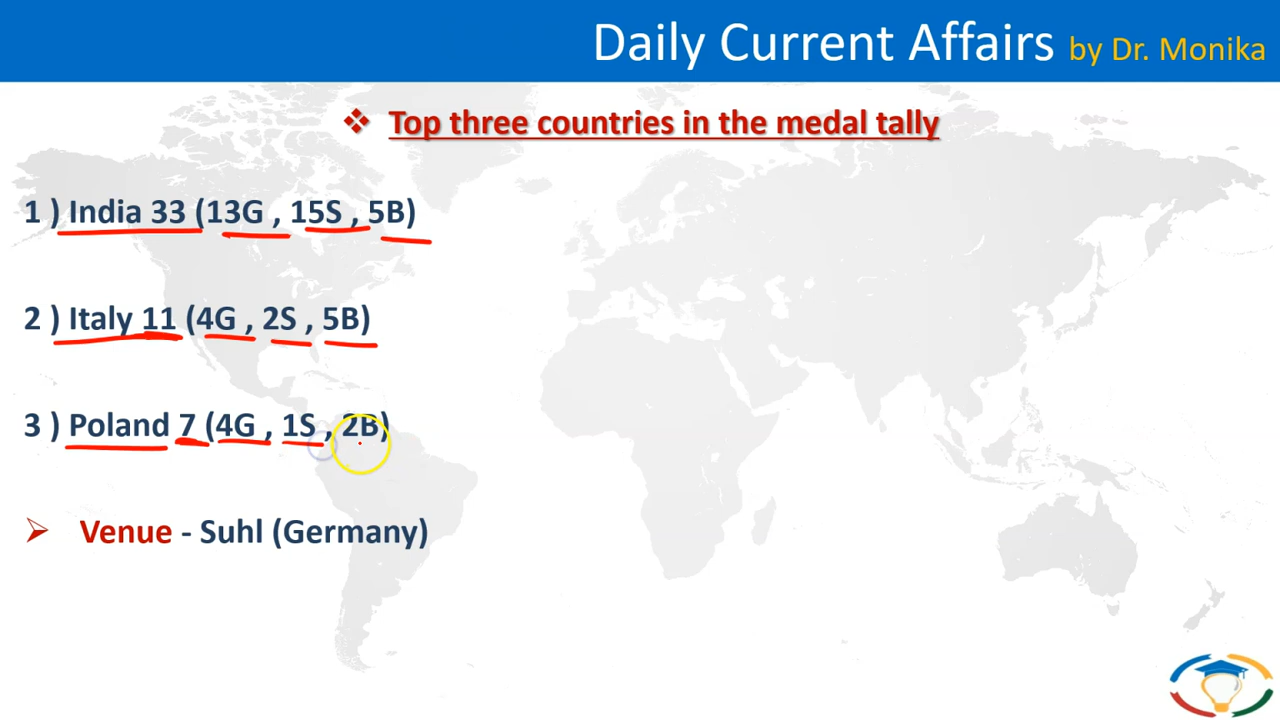 Daily Current Affairs by Dr. Monika
❖ Top three countries in the medal tally
1 ) India 33 (13G , 15S , 5B)
2 ) Italy 11 (4G , 2S , 5B)
3 ) Poland 7 (4G , 1S , 2B)
➢ Venue - Suhl (Germany)